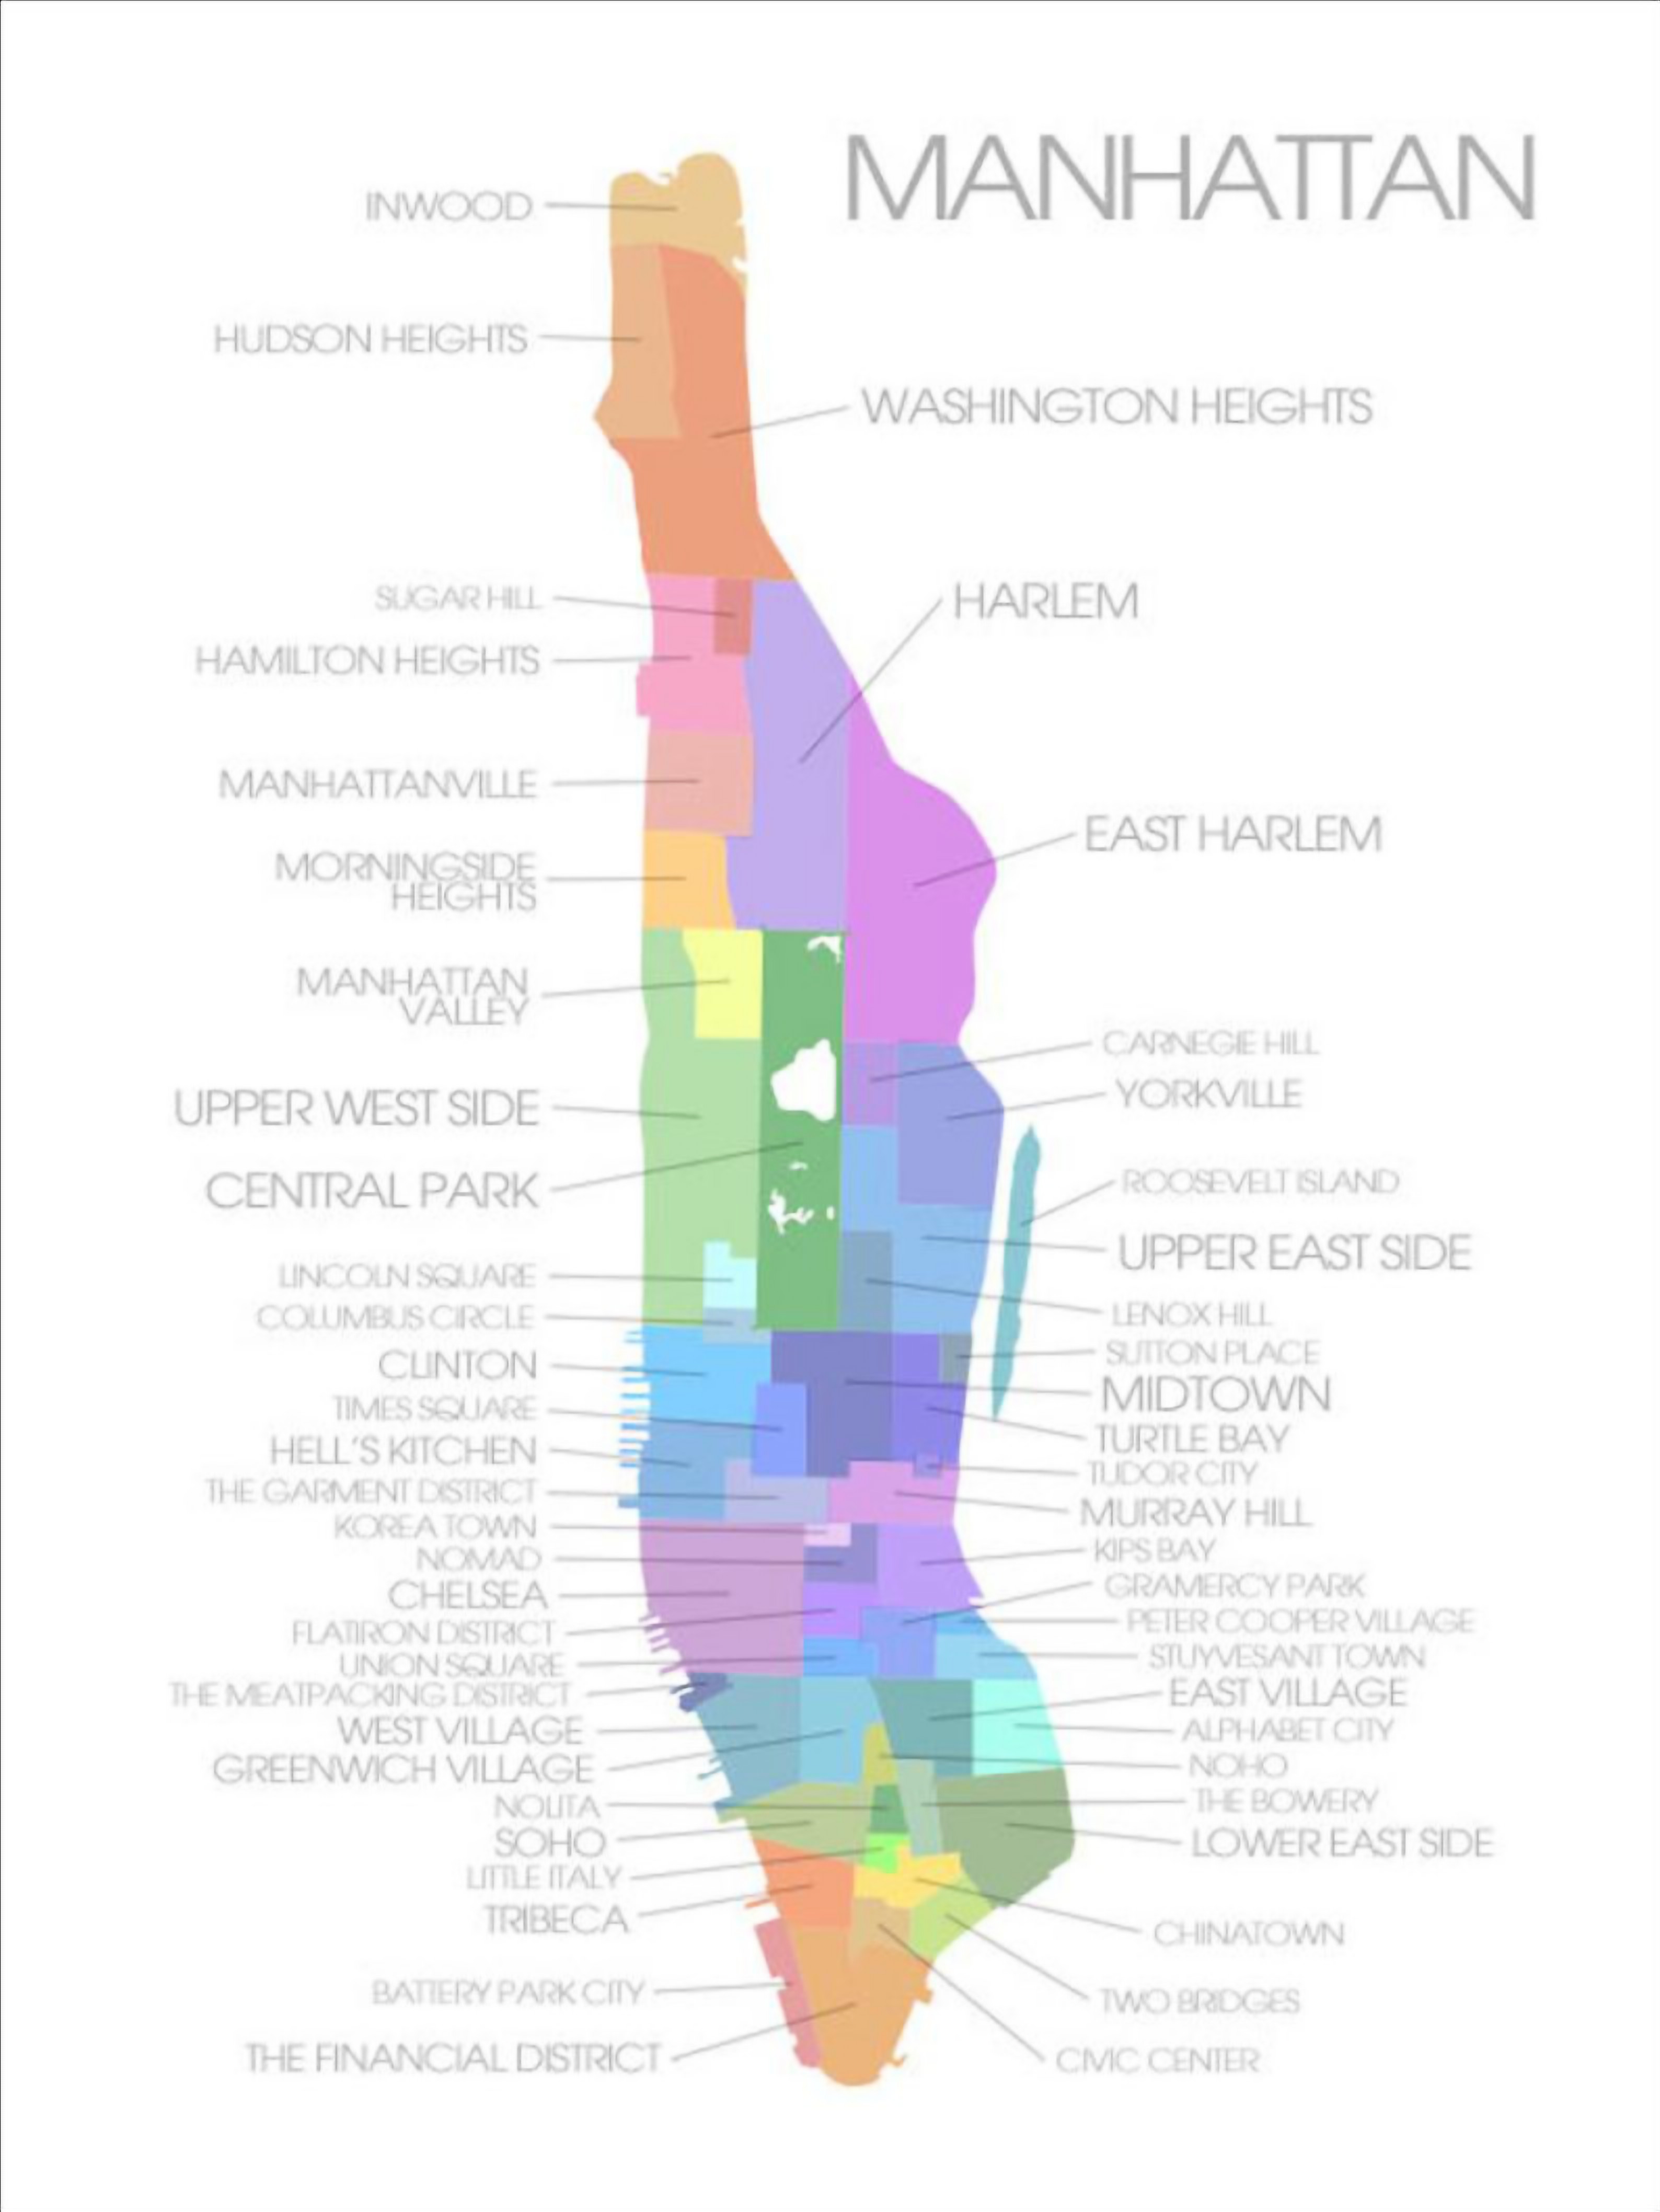 MANHATTAN
INWOOD
HUDSON HEIGHTS
WASHINGTON HEIGHTS
SUGAR HILL
HARLEM
HAMILTON HEIGHTS
MANHATTANVILLE
EAST HARLEM
MORNINGSIDE
HEIGHTS
MANHATTAN
VALLEY
CARNEGIE HILL
YORKVILLE
UPPER WEST SIDE
ROOSEVELT ISLAND
CENTRAL PARK
UPPER EAST SIDE
LINCOLN SQUARE
LENOX HILL
COLUMBUS CIRCLE
SUTTON PLACE
CLINTON
MIDTOWN
TIMES SQUARE
TURTLE BAY
HELL'S KITCHEN
TUDOR CITY
THE GARMENT DISTRICT
MURRAY HILL
KOREA TOWN
KIPS BAY
NOMAD
GRAMERCY PARK
CHELSEA
PETER COOPER VILLAGE
FLATIRON DISTRICT
STUYVESANT TOWN
UNION SQUARE
EAST VILLAGE
THE MEATPACKING DISTRICT
ALPHABET CITY
WEST VILLAGE
NOHO
GREENWICH VILLAGE
THE BOWERY
NOLITA
LOWER EAST SIDE
SOHO
LITTLE ITALY
TRIBECA
CHINATOWN
BATTERY PARK CITY
TWO BRIDGES
THE FINANCIAL DISTRICT
CIVIC CENTER